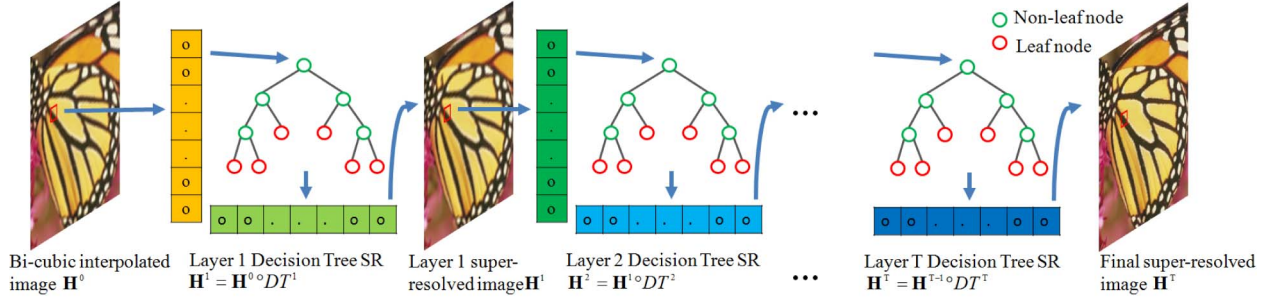 Non-leaf node
Leaf node
o
o
.
.
.
o
o
o o . . . o o
o
o
.
.
.
o
o
o o . . . o o
...
o o . . . o o
Bi-cubic interpolated
image H⁰
Layer 1 Decision Tree SR
H¹ = H⁰∘DT¹
Layer 1 super-
resolved image H¹
Layer 2 Decision Tree SR
H² = H¹∘DT²
...
Layer T Decision Tree SR
Hᵀ = Hᵀ⁻¹∘DTᵀ
Final super-resolved
image Hᵀ